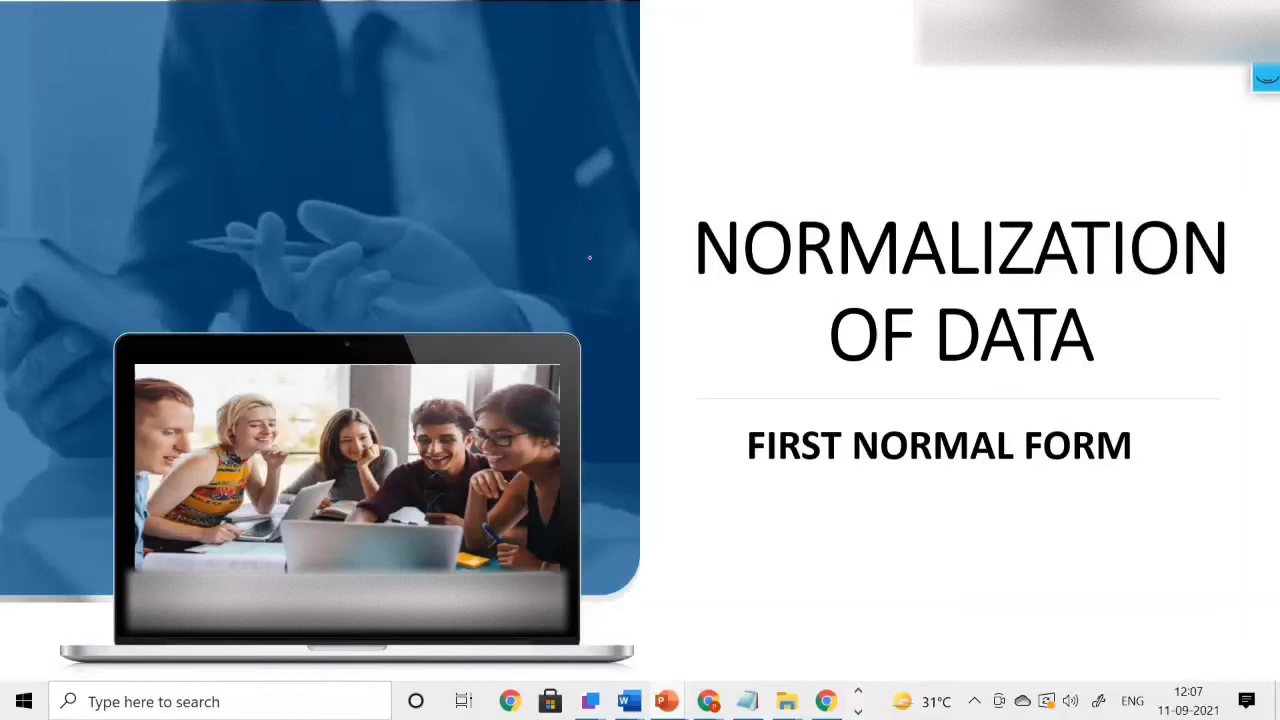 NORMALIZATION
OF DATA
FIRST NORMAL FORM
Type here to search
31°C
ENG
12:07
11-09-2021